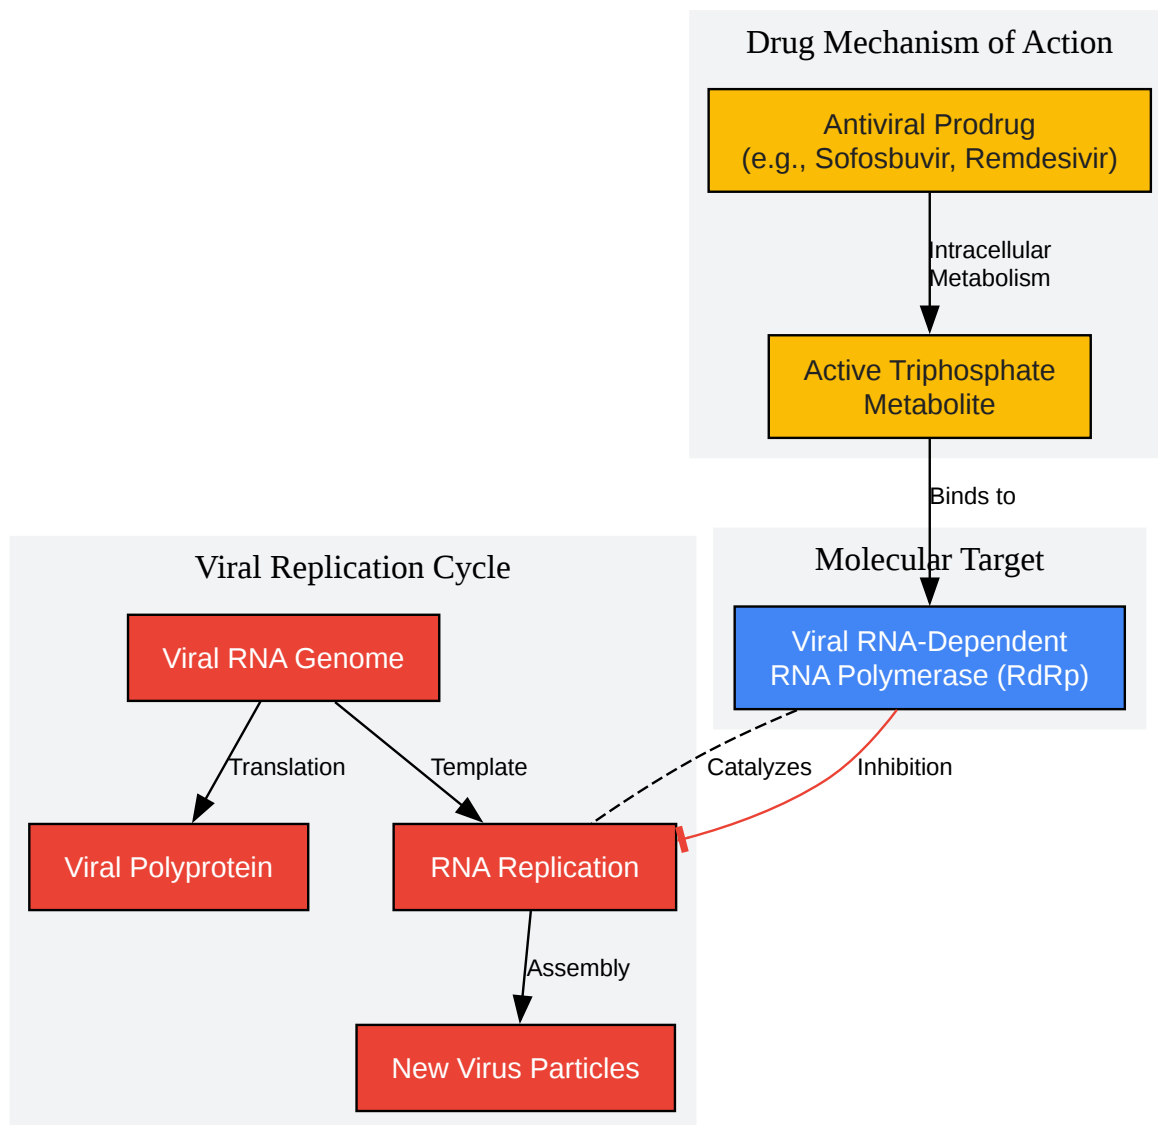 Drug Mechanism of Action
Antiviral Prodrug
(e.g., Sofosbuvir, Remdesivir)
Intracellular
Metabolism
Active Triphosphate
Metabolite
Binds to
Molecular Target
Viral RNA-Dependent
RNA Polymerase (RdRp)
Catalyzes
Inhibition
Viral Replication Cycle
Viral RNA Genome
Translation
Template
Viral Polyprotein
RNA Replication
Assembly
New Virus Particles